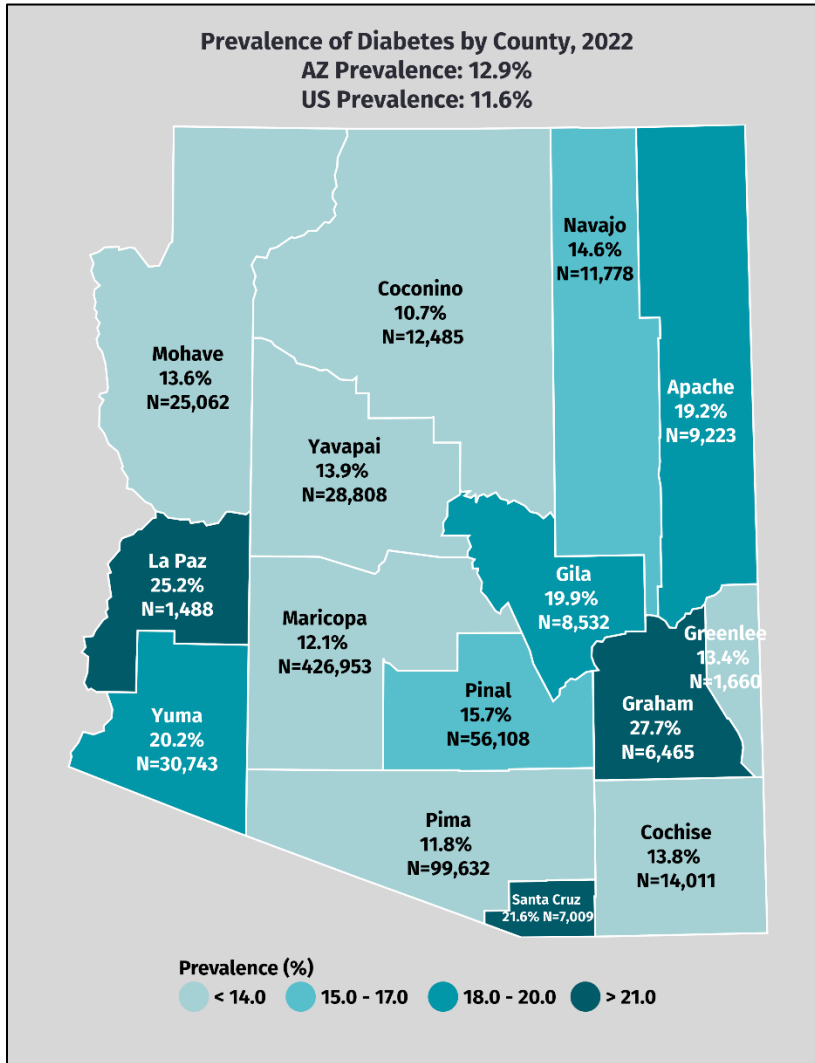 Prevalence of Diabetes by County, 2022
AZ Prevalence: 12.9%
US Prevalence: 11.6%
Navajo
14.6%
N=11,778
Coconino
10.7%
N=12,485
Mohave
13.6%
N=25,062
Apache
19.2%
N=9,223
Yavapai
13.9%
N=28,808
La Paz
25.2%
N=1,488
Gila
19.9%
N=8,532
Maricopa
12.1%
N=426,953
Greenlee
13.4%
N=1,660
Pinal
15.7%
N=56,108
Graham
27.7%
N=6,465
Yuma
20.2%
N=30,743
Pima
11.8%
N=99,632
Cochise
13.8%
N=14,011
Santa Cruz
21.6% N=7,009
Prevalence (%)
< 14.0 15.0 - 17.0 18.0 - 20.0 > 21.0